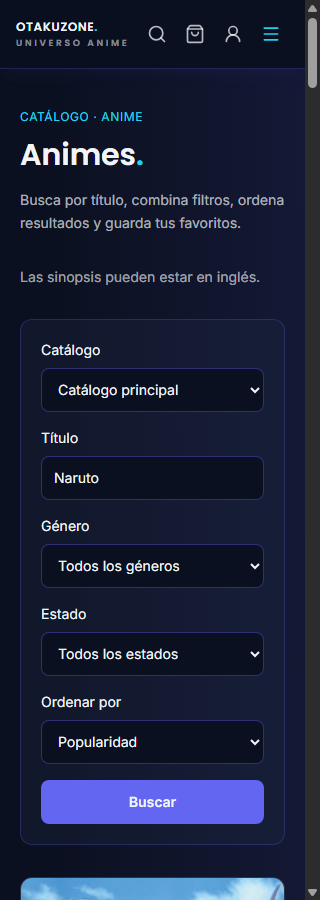 OTAKUZONE.
UNIVERSO ANIME
CATÁLOGO · ANIME
Animes.
Busca por título, combina filtros, ordena
resultados y guarda tus favoritos.
Las sinopsis pueden estar en inglés.
Catálogo
Catálogo principal
Título
Naruto
Género
Todos los géneros
Estado
Todos los estados
Ordenar por
Popularidad
Buscar